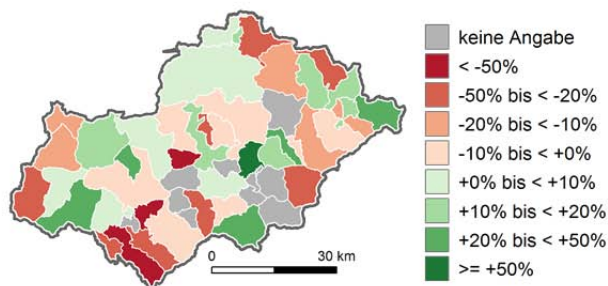 keine Angabe
< -50%
-50% bis < -20%
-20% bis < -10%
-10% bis < +0%
+0% bis < +10%
+10% bis < +20%
+20% bis < +50%
>= +50%
0 30 km